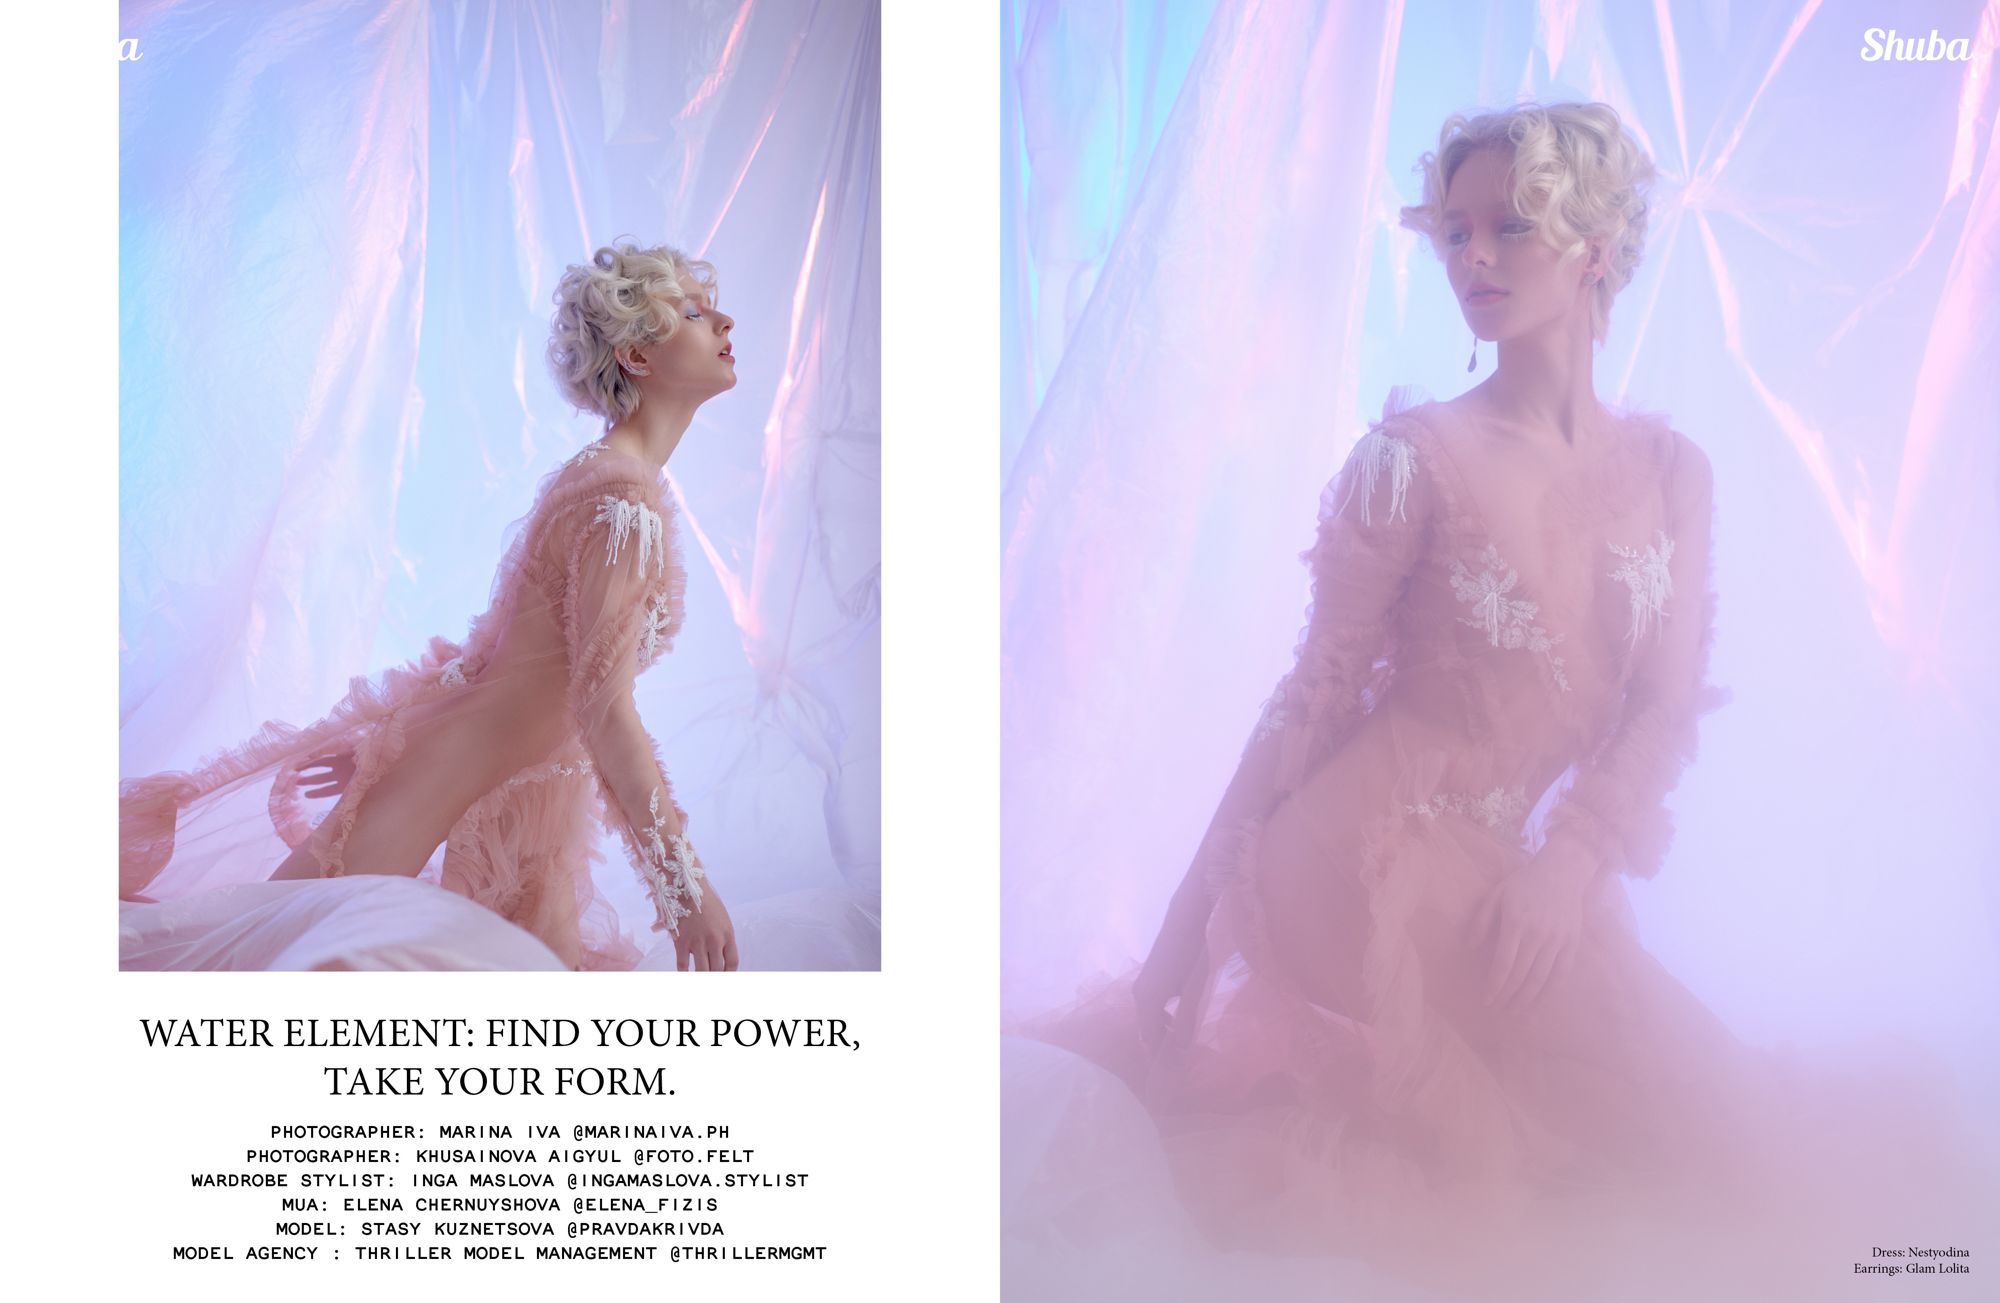 a
WATER ELEMENT: FIND YOUR POWER,
TAKE YOUR FORM.
PHOTOGRAPHER: MARINA IVA @MARINAIVA.PH
PHOTOGRAPHER: KHUSAINOVA AIGYUL @FOTO.FELT
WARDROBE STYLIST: INGA MASLOVA @INGAMASLOVA.STYLIST
MUA: ELENA CHERNUYSHOVA @ELENA_FIZIS
MODEL: STASY KUZNETSOVA @PRAVDAKRIVDA
MODEL AGENCY : THRILLER MODEL MANAGEMENT @THRILLERMGMT
Shuba
Dress: Nestyodina
Earrings: Glam Lolita